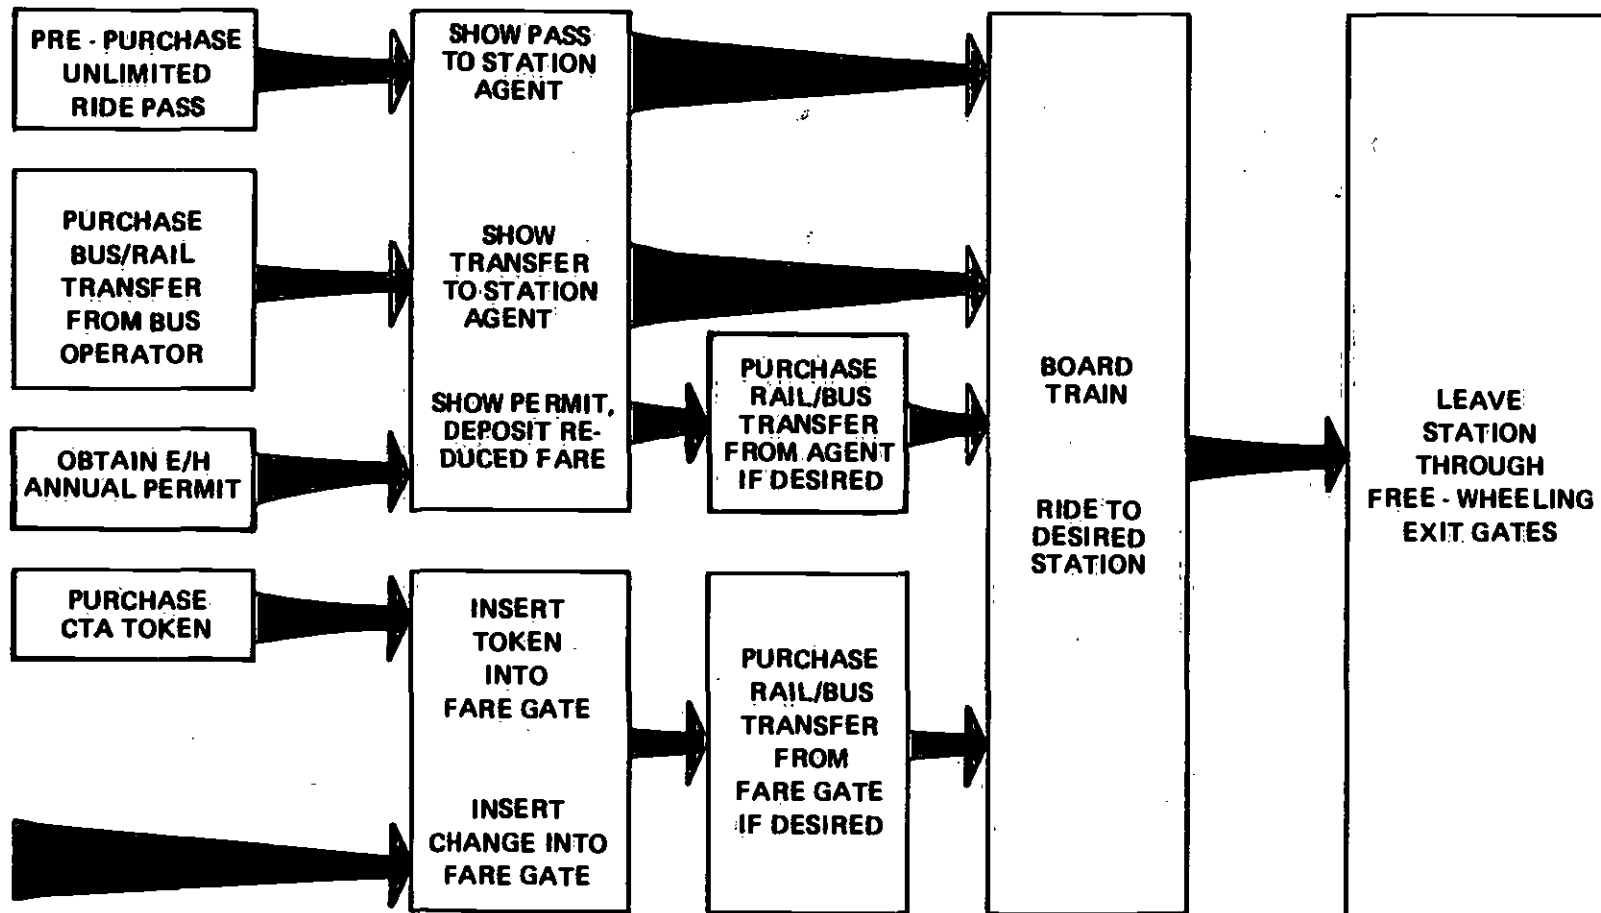 PRE - PURCHASE
UNLIMITED
RIDE PASS
PURCHASE
BUS/RAIL
TRANSFER
FROM BUS
OPERATOR
OBTAIN E/H
ANNUAL PERMIT
PURCHASE
CTA TOKEN
SHOW PASS
TO STATION
AGENT
SHOW
TRANSFER
TO STATION
AGENT
SHOW PERMIT,
DEPOSIT RE-
DUCED FARE
INSERT
TOKEN
INTO
FARE GATE
INSERT
CHANGE INTO
FARE GATE
PURCHASE
RAIL/BUS
TRANSFER
FROM AGENT
IF DESIRED
PURCHASE
RAIL/BUS
TRANSFER
FROM
FARE GATE
IF DESIRED
BOARD
TRAIN
RIDE TO
DESIRED
STATION
LEAVE
STATION
THROUGH
FREE - WHEELING
EXIT GATES